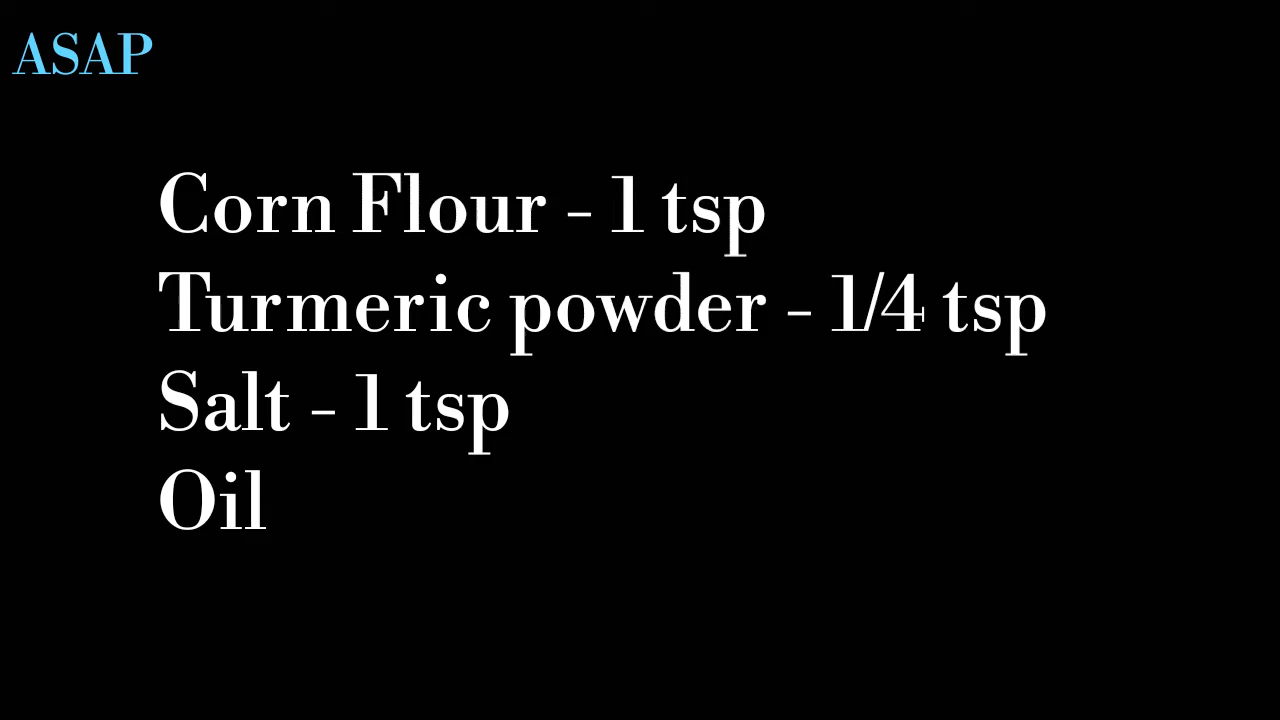 ASAP
Corn Flour - 1 tsp
Turmeric powder - 1/4 tsp
Salt - 1 tsp
Oil